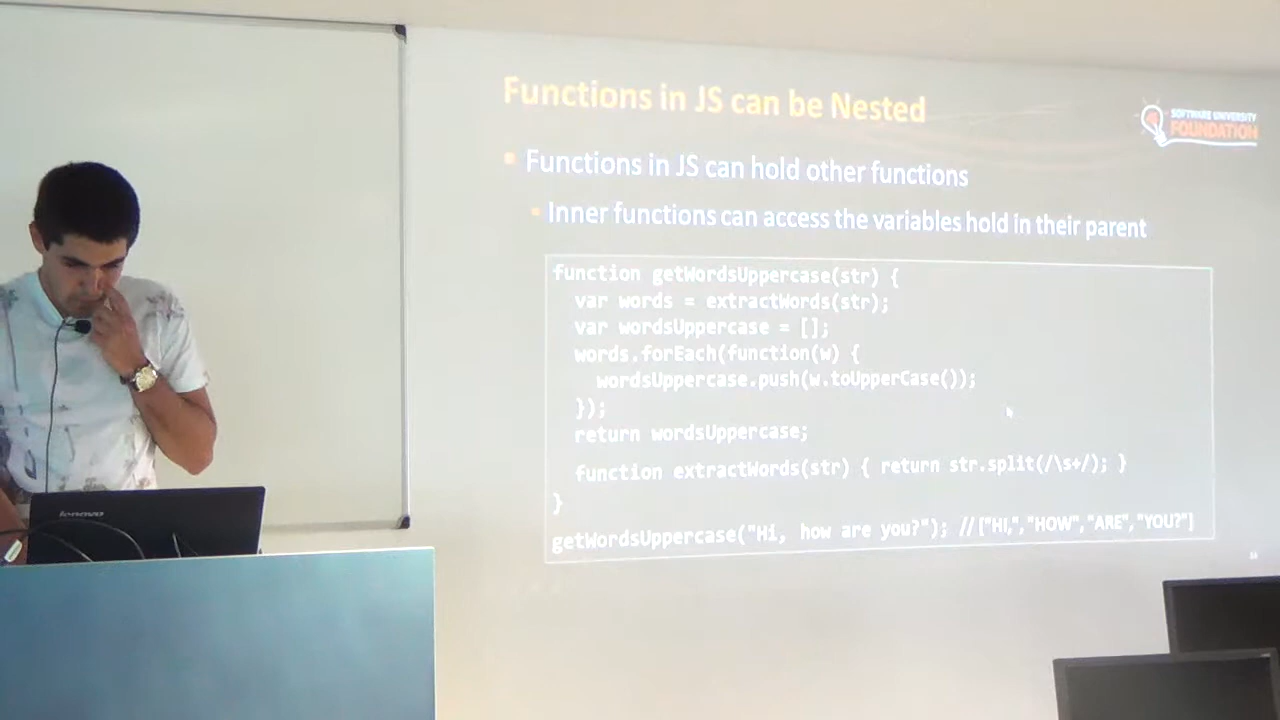 Functions in JS can be Nested
SOFTWARE UNIVERSITY
FOUNDATION
Functions in JS can hold other functions
Inner functions can access the variables hold in their parent
function getWordsUppercase(str) {
var words = extractWords(str);
var wordsUppercase = [];
words.forEach(function(w) {
wordsUppercase.push(w.toUpperCase());
});
return wordsUppercase;
function extractWords(str) { return str.split(/\s+/); }
}
getWordsUppercase("Hi, how are you?"); //["HI,","HOW","ARE","YOU?"]
lenovo